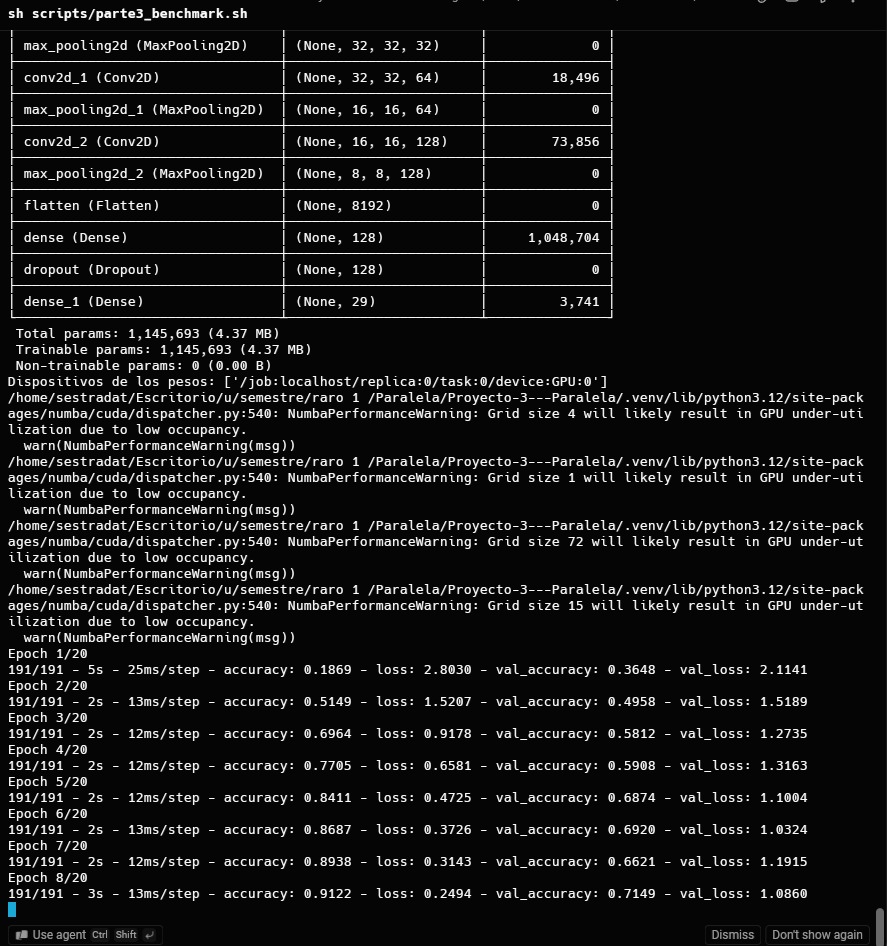 sh scripts/parte3_benchmark.sh
max_pooling2d (MaxPooling2D) (None, 32, 32, 32) 0
conv2d_1 (Conv2D) (None, 32, 32, 64) 18,496
max_pooling2d_1 (MaxPooling2D) (None, 16, 16, 64) 0
conv2d_2 (Conv2D) (None, 16, 16, 128) 73,856
max_pooling2d_2 (MaxPooling2D) (None, 8, 8, 128) 0
flatten (Flatten) (None, 8192) 0
dense (Dense) (None, 128) 1,048,704
dropout (Dropout) (None, 128) 0
dense_1 (Dense) (None, 29) 3,741
Total params: 1,145,693 (4.37 MB)
Trainable params: 1,145,693 (4.37 MB)
Non-trainable params: 0 (0.00 B)
Dispositivos de los pesos: ['/job:localhost/replica:0/task:0/device:GPU:0']
/home/sestradat/Escritorio/u/semestre/raro 1 /Paralela/Proyecto-3---Paralela/.venv/lib/python3.12/site-pack
ages/numba/cuda/dispatcher.py:540: NumbaPerformanceWarning: Grid size 4 will likely result in GPU under-uti
lization due to low occupancy.
warn(NumbaPerformanceWarning(msg))
/home/sestradat/Escritorio/u/semestre/raro 1 /Paralela/Proyecto-3---Paralela/.venv/lib/python3.12/site-pack
ages/numba/cuda/dispatcher.py:540: NumbaPerformanceWarning: Grid size 1 will likely result in GPU under-uti
lization due to low occupancy.
warn(NumbaPerformanceWarning(msg))
/home/sestradat/Escritorio/u/semestre/raro 1 /Paralela/Proyecto-3---Paralela/.venv/lib/python3.12/site-pack
ages/numba/cuda/dispatcher.py:540: NumbaPerformanceWarning: Grid size 72 will likely result in GPU under-ut
ilization due to low occupancy.
warn(NumbaPerformanceWarning(msg))
/home/sestradat/Escritorio/u/semestre/raro 1 /Paralela/Proyecto-3---Paralela/.venv/lib/python3.12/site-pack
ages/numba/cuda/dispatcher.py:540: NumbaPerformanceWarning: Grid size 15 will likely result in GPU under-ut
ilization due to low occupancy.
warn(NumbaPerformanceWarning(msg))
Epoch 1/20
191/191 - 5s - 25ms/step - accuracy: 0.1869 - loss: 2.8030 - val_accuracy: 0.3648 - val_loss: 2.1141
Epoch 2/20
191/191 - 2s - 13ms/step - accuracy: 0.5149 - loss: 1.5207 - val_accuracy: 0.4958 - val_loss: 1.5189
Epoch 3/20
191/191 - 2s - 12ms/step - accuracy: 0.6964 - loss: 0.9178 - val_accuracy: 0.5812 - val_loss: 1.2735
Epoch 4/20
191/191 - 2s - 12ms/step - accuracy: 0.7705 - loss: 0.6581 - val_accuracy: 0.5908 - val_loss: 1.3163
Epoch 5/20
191/191 - 2s - 12ms/step - accuracy: 0.8411 - loss: 0.4725 - val_accuracy: 0.6874 - val_loss: 1.1004
Epoch 6/20
191/191 - 2s - 13ms/step - accuracy: 0.8687 - loss: 0.3726 - val_accuracy: 0.6920 - val_loss: 1.0324
Epoch 7/20
191/191 - 2s - 12ms/step - accuracy: 0.8938 - loss: 0.3143 - val_accuracy: 0.6621 - val_loss: 1.1915
Epoch 8/20
191/191 - 3s - 13ms/step - accuracy: 0.9122 - loss: 0.2494 - val_accuracy: 0.7149 - val_loss: 1.0860
Use agent Ctrl Shift ⏎ Dismiss Don't show again